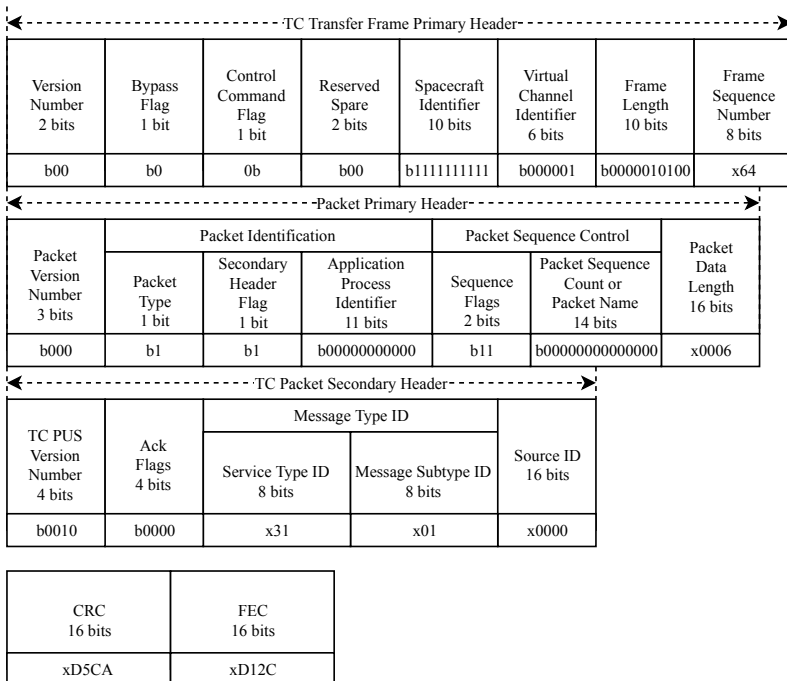 TC Transfer Frame Primary Header
Version
Number
2 bits
Bypass
Flag
1 bit
Control
Command
Flag
1 bit
Reserved
Spare
2 bits
Spacecraft
Identifier
10 bits
Virtual
Channel
Identifier
6 bits
Frame
Length
10 bits
Frame
Sequence
Number
8 bits
b00
b0
0b
b00
b1111111111
b000001
b0000010100
x64
Packet Primary Header
Packet
Version
Number
3 bits
Packet Identification
Packet
Type
1 bit
Secondary
Header
Flag
1 bit
Application
Process
Identifier
11 bits
Packet Sequence Control
Sequence
Flags
2 bits
Packet Sequence
Count or
Packet Name
14 bits
Packet
Data
Length
16 bits
b000
b1
b1
b00000000000
b11
b00000000000000
x0006
TC Packet Secondary Header
TC PUS
Version
Number
4 bits
Ack
Flags
4 bits
Message Type ID
Service Type ID
8 bits
Message Subtype ID
8 bits
Source ID
16 bits
b0010
b0000
x31
x01
x0000
CRC
16 bits
FEC
16 bits
xD5CA
xD12C